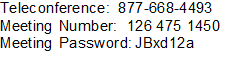 Teleconference: 877-668-4493
Meeting Number: 126 475 1450
Meeting Password: JBxd12a